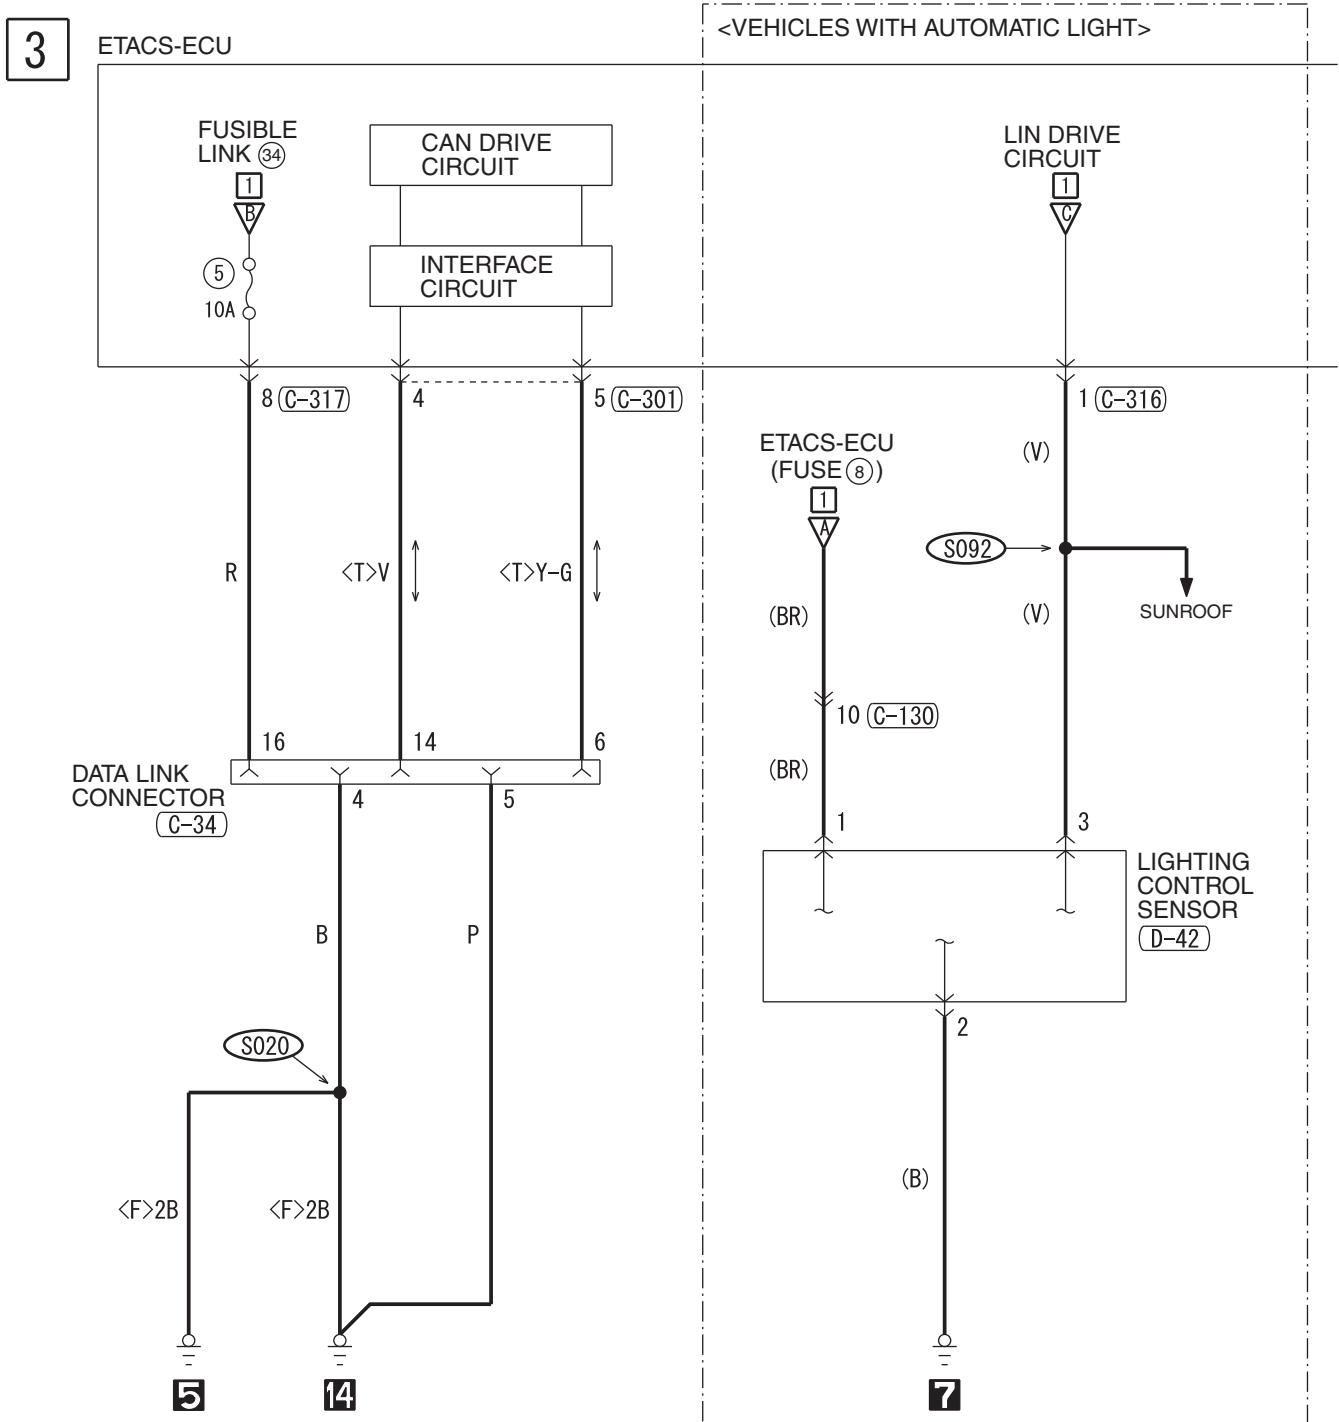 3
ETACS-ECU
<VEHICLES WITH AUTOMATIC LIGHT>
FUSIBLE
LINK 34
1
B
5
10A
CAN DRIVE
CIRCUIT
INTERFACE
CIRCUIT
LIN DRIVE
CIRCUIT
1
C
8 C-317
4
5 C-301
1 C-316
ETACS-ECU
(FUSE 8)
1
A
(V)
S092
SUNROOF
R
<T>V
<T>Y-G
(BR)
(V)
10 C-130
(BR)
16
14
6
DATA LINK
CONNECTOR
C-34
4
5
1
3
LIGHTING
CONTROL
SENSOR
D-42
B
P
2
S020
(B)
<F>2B
<F>2B
5
14
7